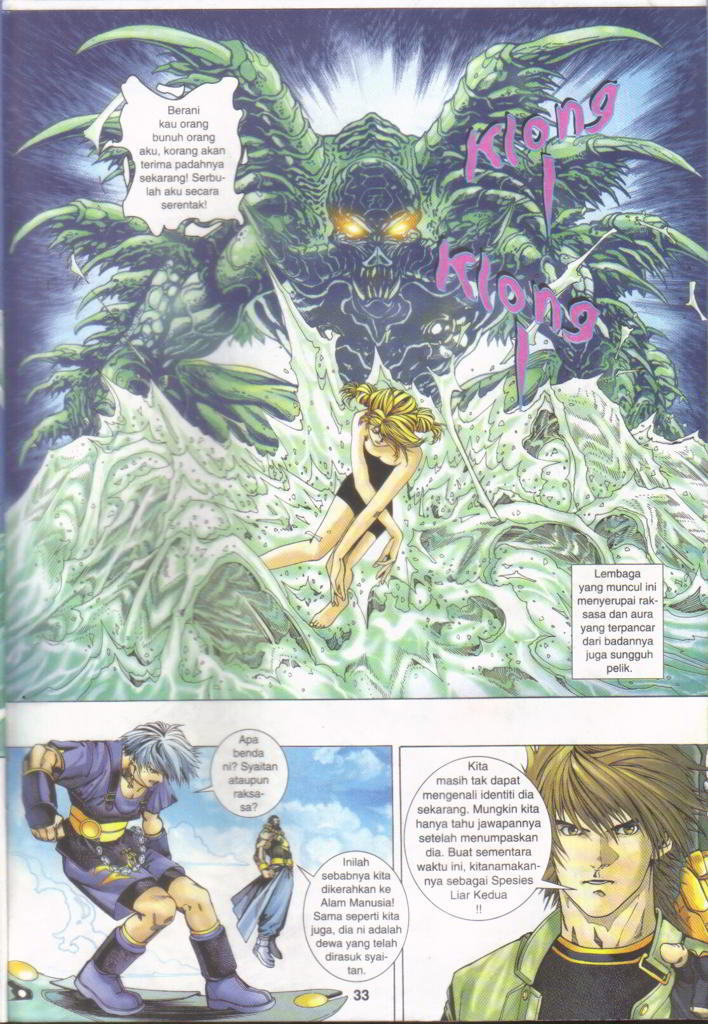 Berani
kau orang
bunuh orang
aku, korang akan
terima padahnya
sekarang! Serbu-
lah aku secara
serentak!
Klong
!
Klong
!
Lembaga
yang muncul ini
menyerupai rak-
sasa dan aura
yang terpancar
dari badannya
juga sungguh
pelik.
Apa
benda
ni? Syaitan
ataupun
raksa-
sa?
Inilah
sebabnya kita
dikerahkan ke
Alam Manusia!
Sama seperti kita
juga, dia ni adalah
dewa yang telah
dirasuk syai-
tan.
Kita
masih tak dapat
mengenali identiti dia
sekarang. Mungkin kita
hanya tahu jawapannya
setelah menumpaskan
dia. Buat sementara
waktu ini, kitanamakan-
nya sebagai Spesies
Liar Kedua
!!
33